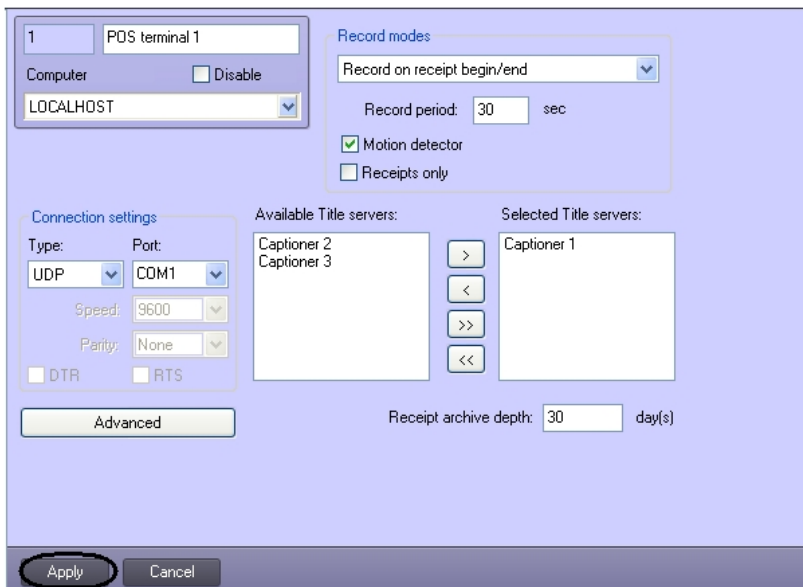 1 POS terminal 1
Computer Disable
LOCALHOST
Record modes
Record on receipt begin/end
Record period: 30 sec
Motion detector
Receipts only
Connection settings
Type: Port:
UDP COM1
Speed: 9600
Parity: None
DTR RTS
Available Title servers:
Captioner 2
Captioner 3
>
<
>>
<<
Selected Title servers:
Captioner 1
Advanced
Receipt archive depth: 30 day(s)
Apply Cancel